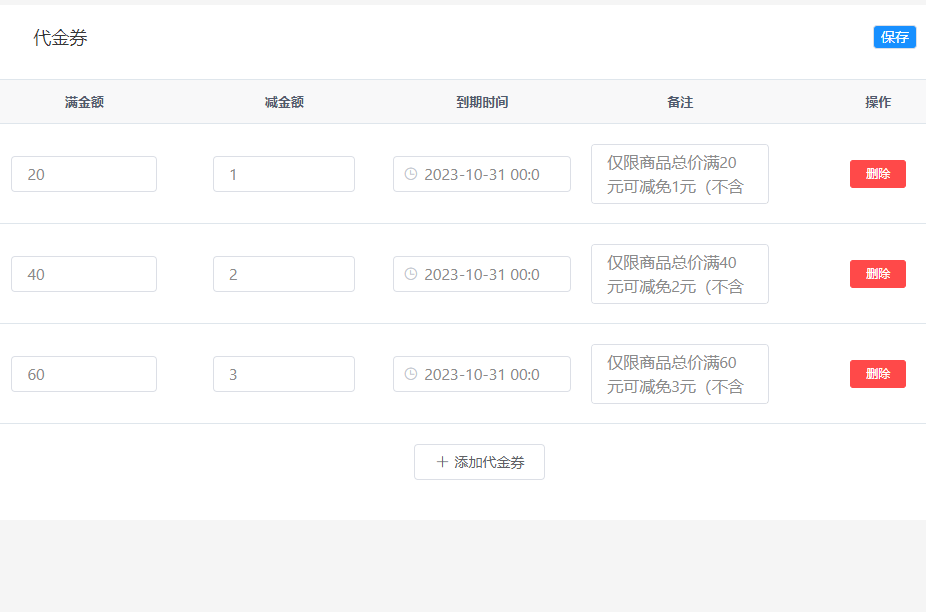 代金券
保存
满金额 减金额 到期时间 备注 操作
20 1 2023-10-31 00:0 仅限商品总价满20
元可减免1元（不含
删除
40 2 2023-10-31 00:0 仅限商品总价满40
元可减免2元（不含
删除
60 3 2023-10-31 00:0 仅限商品总价满60
元可减免3元（不含
删除
＋ 添加代金券